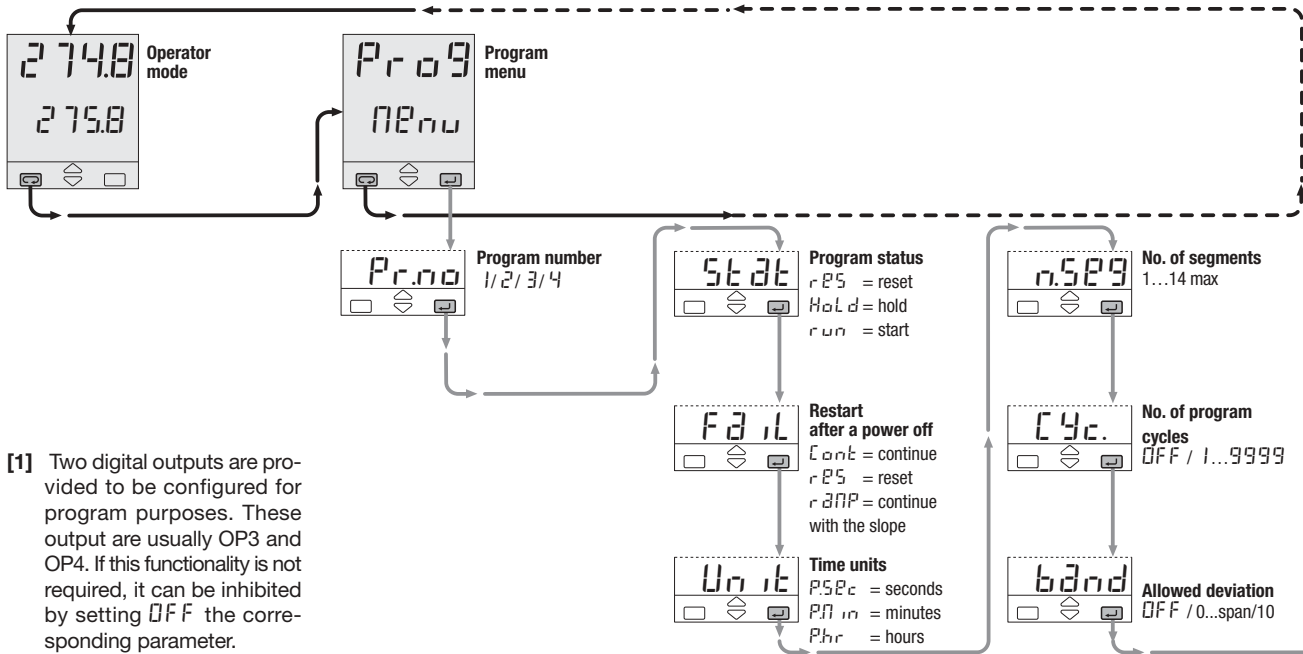 274.8
275.8
Operator
mode
Prog
Menu
Program
menu
Pr.no
Program number
1/ 2/ 3/ 4
Stat
Program status
rES = reset
HoLd = hold
run = start
n.SEg
No. of segments
1...14 max
FaiL
Restart
after a power off
Cont = continue
rES = reset
raMP = continue
with the slope
CYc.
No. of program
cycles
OFF / 1...9999
[1] Two digital outputs are pro-
vided to be configured for
program purposes. These
output are usually OP3 and
OP4. If this functionality is not
required, it can be inhibited
by setting OFF the corre-
sponding parameter.
Unit
Time units
P.SEc = seconds
P.Min = minutes
P.hr = hours
band
Allowed deviation
OFF / 0...span/10